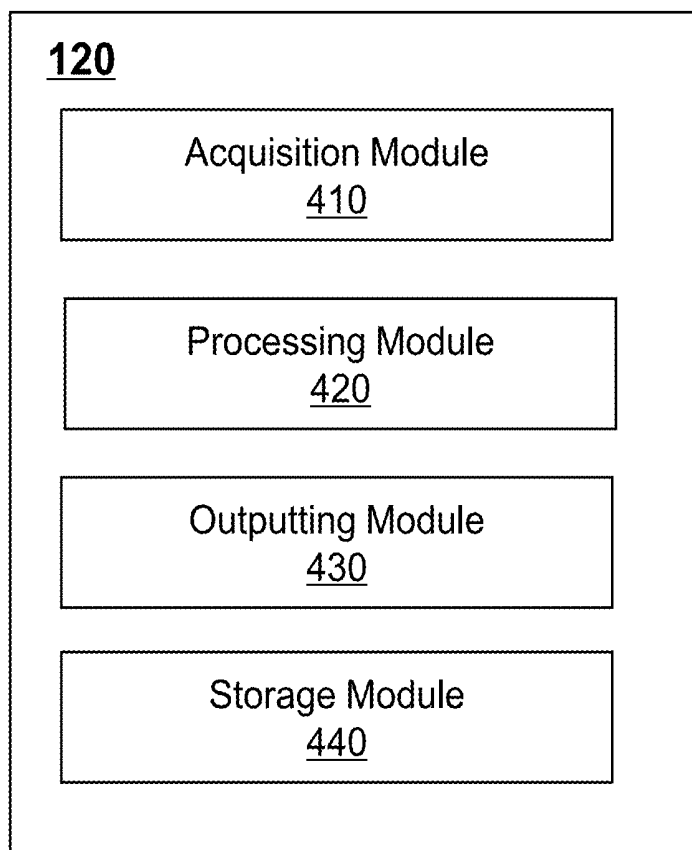 120
Acquisition Module
410
Processing Module
420
Outputting Module
430
Storage Module
440